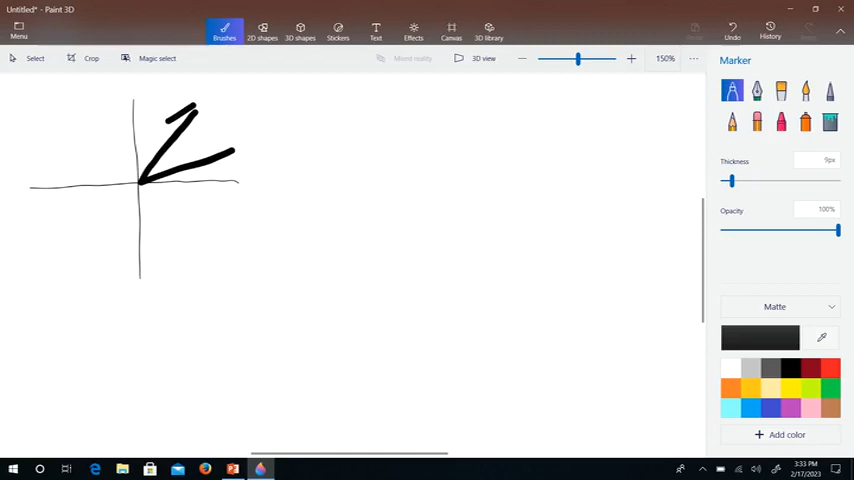 Untitled* - Paint 3D
Menu
Brushes
2D shapes
3D shapes
Stickers
Text
Effects
Canvas
3D library
Undo
History
Select
Crop
Magic select
Mixed reality
3D view
150%
Marker
Thickness
9px
Opacity
100%
Matte
Add color
3:33 PM
2/17/2023